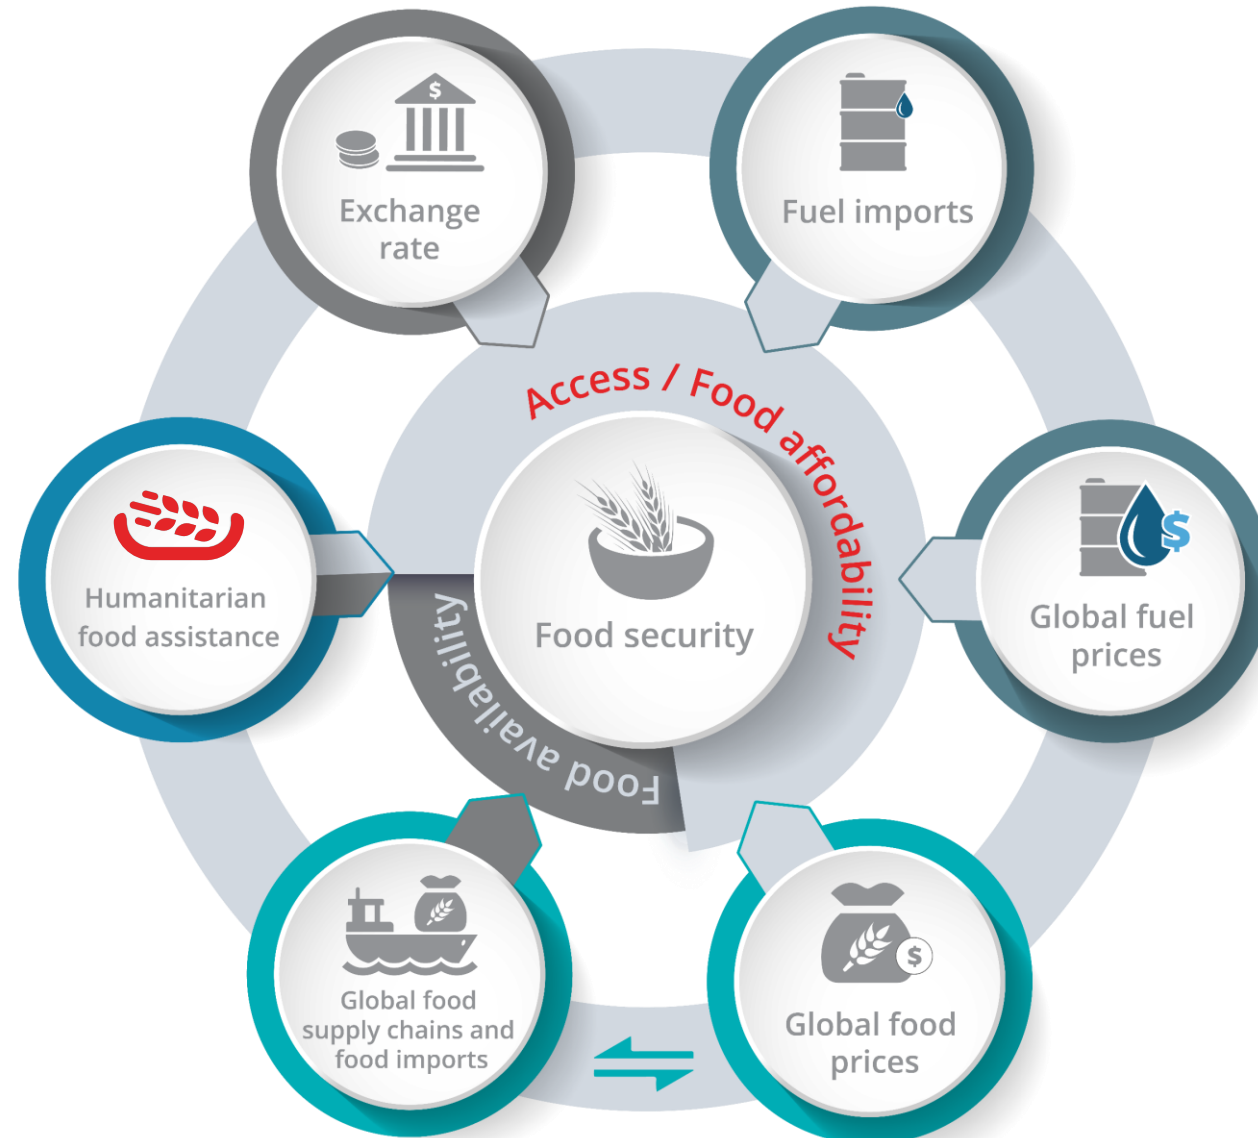 $
Exchange
rate
Fuel imports
Access / Food affordability
Humanitarian
food assistance
Food security
$
Global fuel
prices
Food availability
Global food
supply chains and
food imports
$
Global food
prices